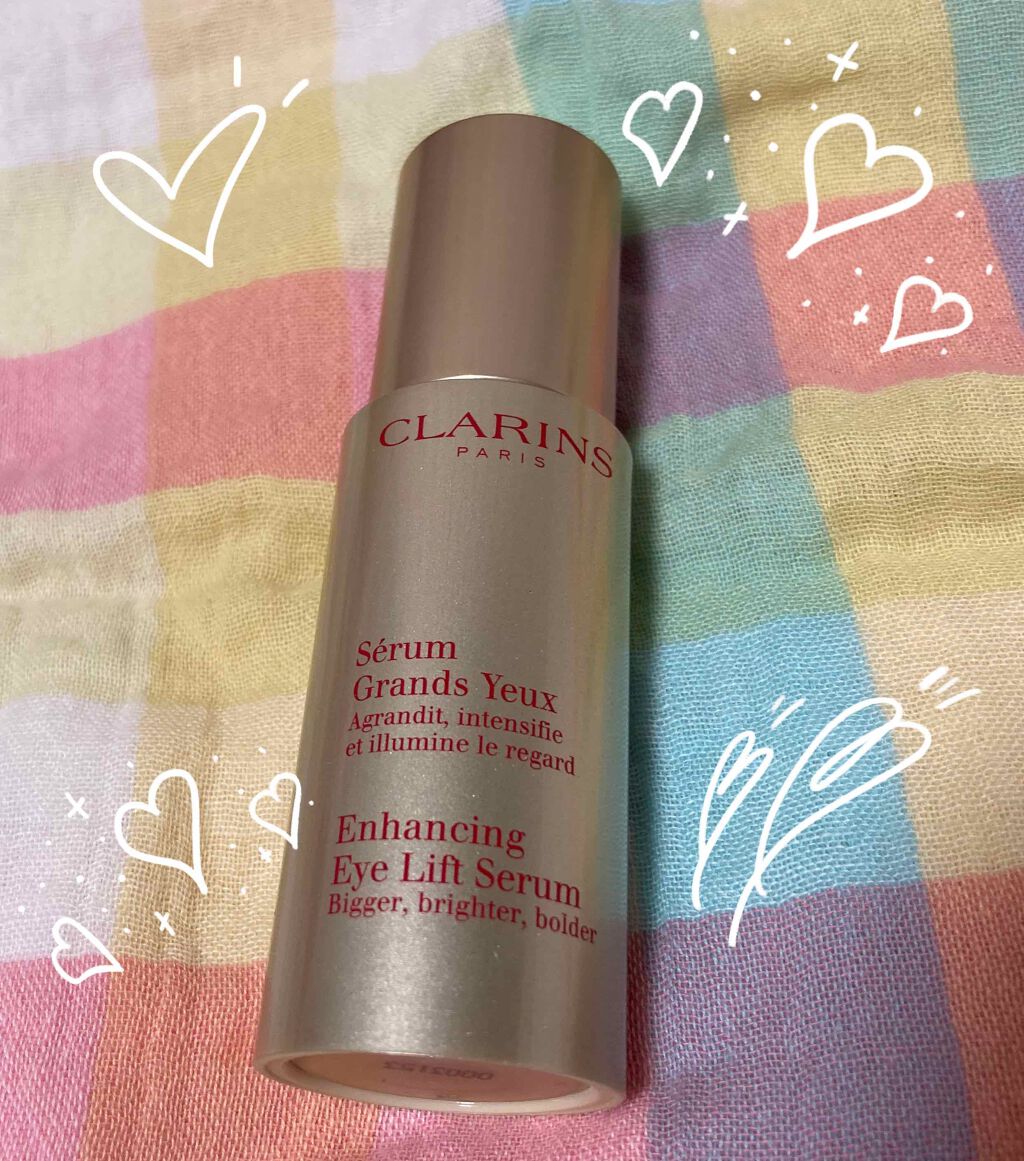 CLARINS
PARIS
Sérum
Grands Yeux
Agrandit, intensifie
et illumine le regard
Enhancing
Eye Lift Serum
Bigger, brighter, bolder